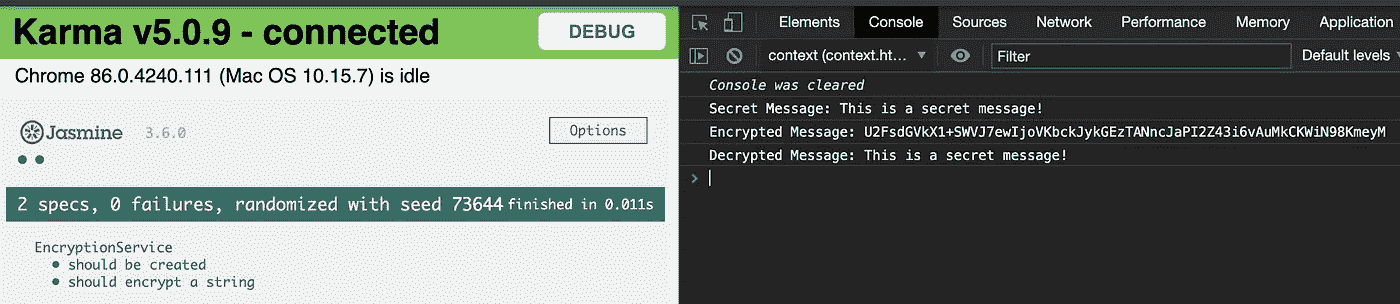 Karma v5.0.9 - connected
DEBUG
Chrome 86.0.4240.111 (Mac OS 10.15.7) is idle
Jasmine 3.6.0
Options
2 specs, 0 failures, randomized with seed 73644 finished in 0.011s
EncryptionService
• should be created
• should encrypt a string
Elements Console Sources Network Performance Memory Application
context (context.ht... ▼ Filter Default levels
Console was cleared
Secret Message: This is a secret message!
Encrypted Message: U2FsdGVkX1+SWVJ7ewIjoVKbckJykGEzTANncJaPI2Z43i6vAuMkCKWiN98KmeyM
Decrypted Message: This is a secret message!
>